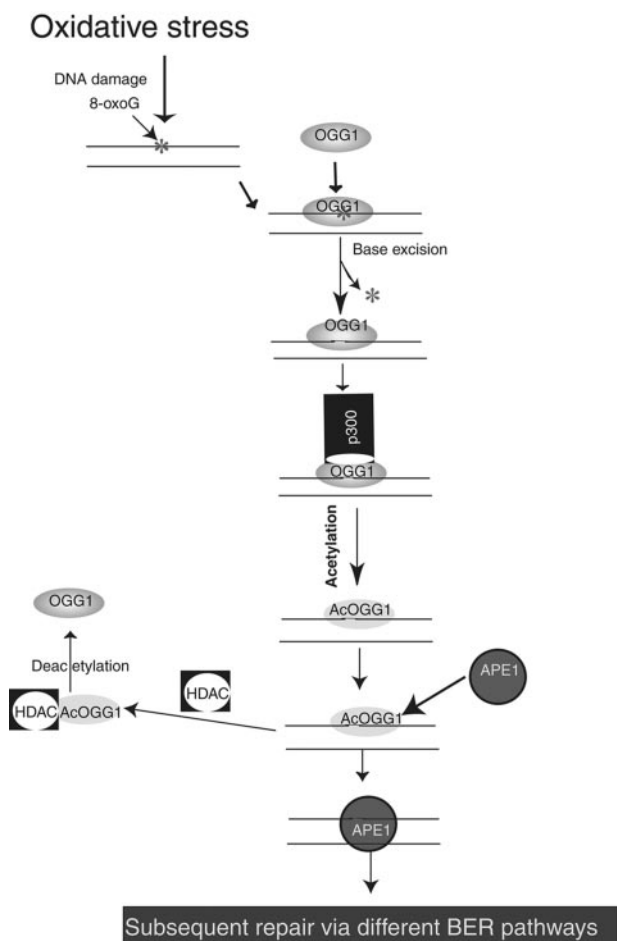 Oxidative stress
DNA damage
8-oxoG
*
OGG1
OGG1
*
Base excision
*
OGG1
p300
OGG1
Acetylation
OGG1
AcOGG1
Deacetylation
APE1
HDAC
HDAC
AcOGG1
AcOGG1
APE1
Subsequent repair via different BER pathways